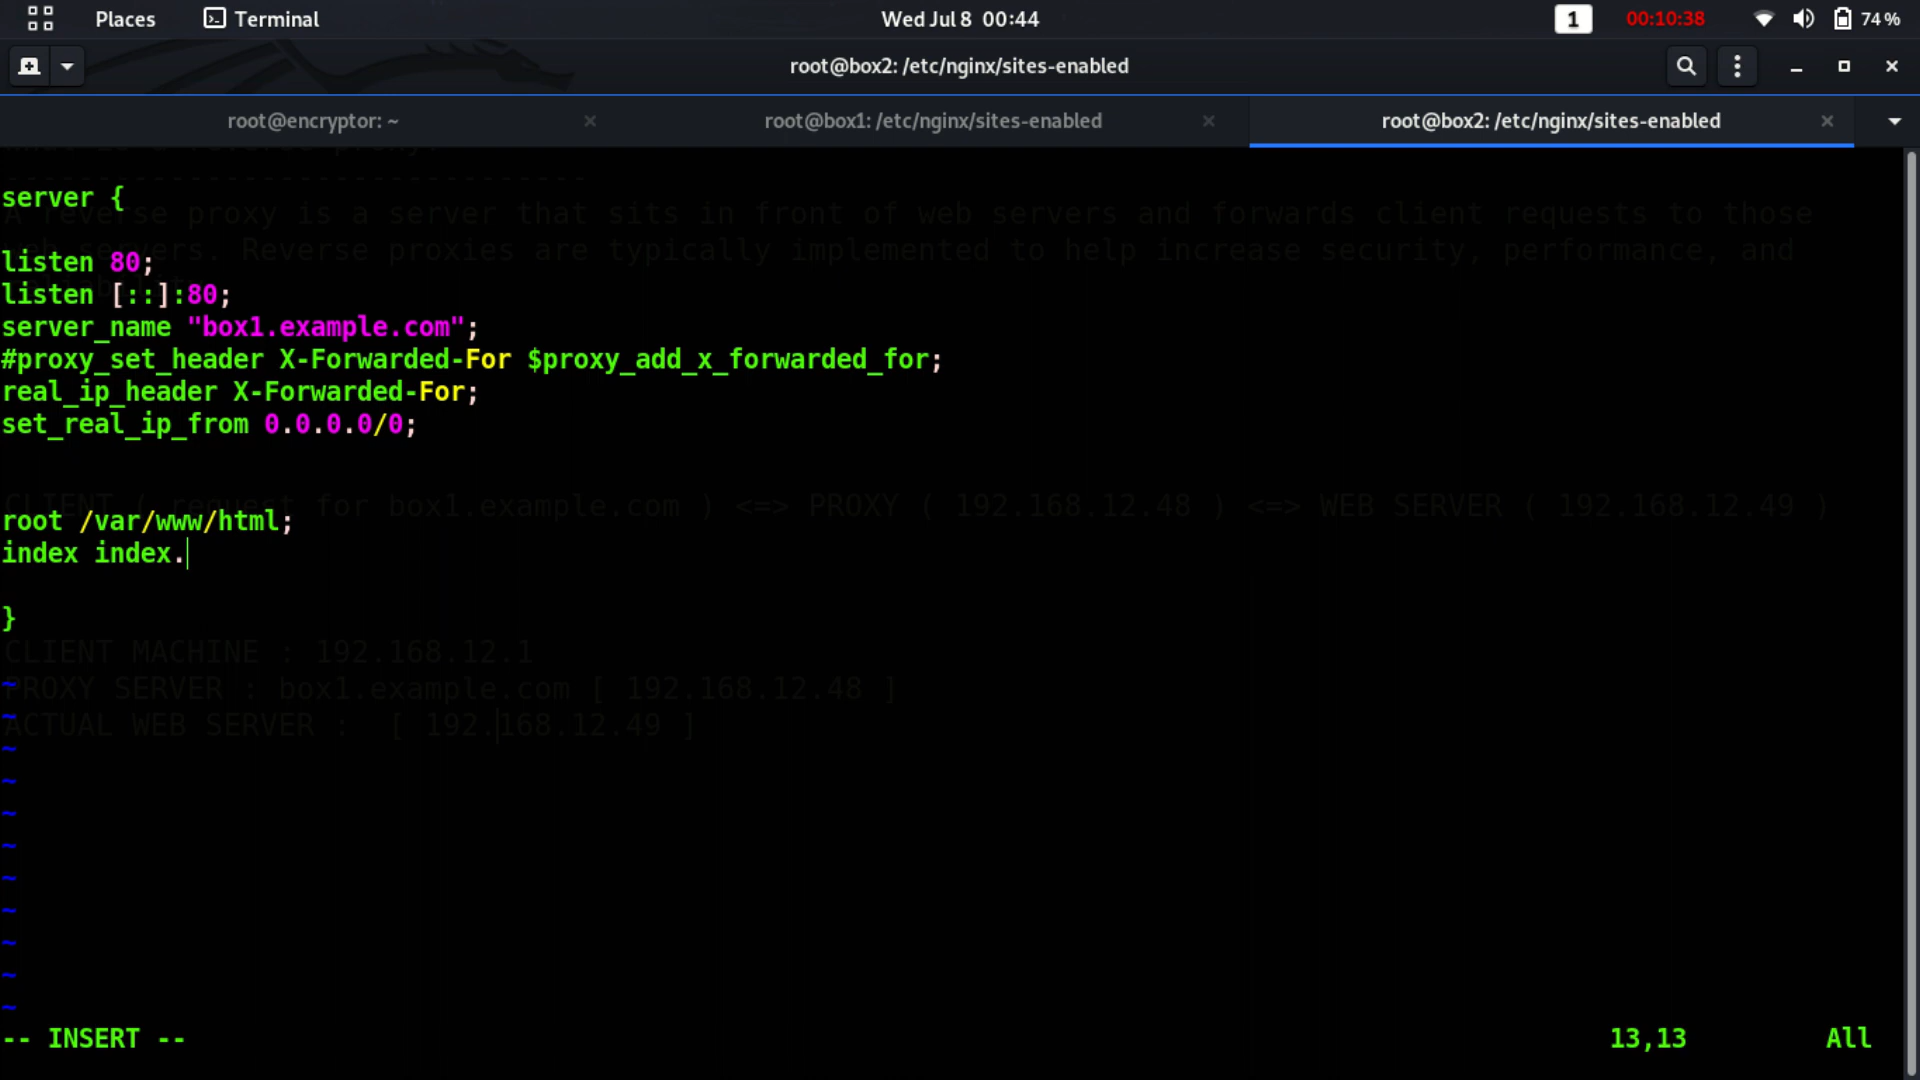 Places
Terminal
Wed Jul 8 00:44
1
00:10:38
74 %
root@box2: /etc/nginx/sites-enabled
root@encryptor: ~
root@box1: /etc/nginx/sites-enabled
root@box2: /etc/nginx/sites-enabled
server {
A reverse proxy is a server that sits in front of web servers and forwards client requests to those
servers. Reverse proxies are typically implemented to help increase security, performance, and
listen 80;
listen [::]:80;
server_name "box1.example.com";
#proxy_set_header X-Forwarded-For $proxy_add_x_forwarded_for;
real_ip_header X-Forwarded-For;
set_real_ip_from 0.0.0.0/0;
CLIENT ( request for box1.example.com ) <=> PROXY ( 192.168.12.48 ) <=> WEB SERVER ( 192.168.12.49 )
root /var/www/html;
index index.
}
CLIENT MACHINE : 192.168.12.1
~
PROXY SERVER : box1.example.com [ 192.168.12.48 ]
~
ACTUAL WEB SERVER : [ 192.168.12.49 ]
~
~
~
~
~
~
~
~
~
-- INSERT --
13,13
All